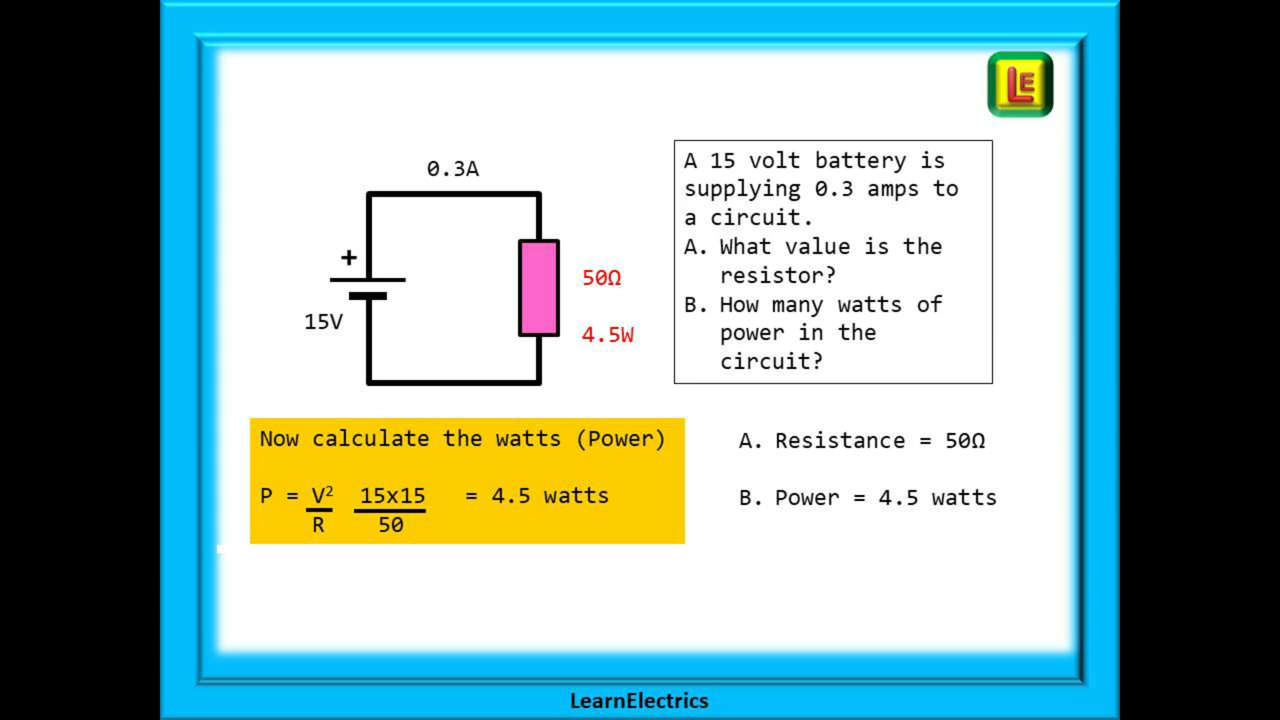 LE
0.3A
+
15V
50Ω
4.5W
A 15 volt battery is
supplying 0.3 amps to
a circuit.
A. What value is the
resistor?
B. How many watts of
power in the
circuit?
Now calculate the watts (Power)
P = V² 15x15 = 4.5 watts
R 50
A. Resistance = 50Ω
B. Power = 4.5 watts
LearnElectrics